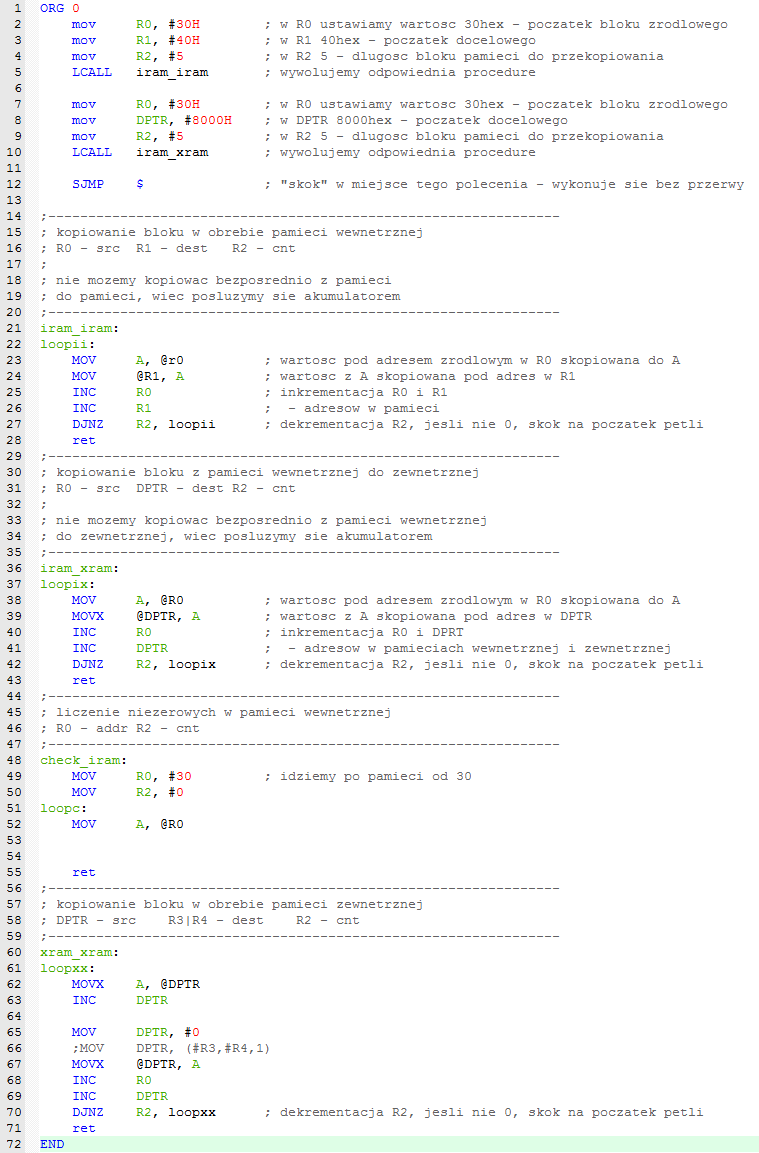 1 ORG 0
2 mov R0, #30H ; w R0 ustawiamy wartosc 30hex - poczatek bloku zrodlowego
3 mov R1, #40H ; w R1 40hex - poczatek docelowego
4 mov R2, #5 ; w R2 5 - dlugosc bloku pamieci do przekopiowania
5 LCALL iram_iram ; wywolujemy odpowiednia procedure
6
7 mov R0, #30H ; w R0 ustawiamy wartosc 30hex - poczatek bloku zrodlowego
8 mov DPTR, #8000H ; w DPTR 8000hex - poczatek docelowego
9 mov R2, #5 ; w R2 5 - dlugosc bloku pamieci do przekopiowania
10 LCALL iram_xram ; wywolujemy odpowiednia procedure
11
12 SJMP $ ; "skok" w miejsce tego polecenia - wykonuje sie bez przerwy
13
14 ;----------------------------------------------------------------
15 ; kopiowanie bloku w obrebie pamieci wewnetrznej
16 ; R0 - src R1 - dest R2 - cnt
17 ;
18 ; nie mozemy kopiowac bezposrednio z pamieci
19 ; do pamieci, wiec posluzymy sie akumulatorem
20 ;----------------------------------------------------------------
21 iram_iram:
22 loopii:
23 MOV A, @r0 ; wartosc pod adresem zrodlowym w R0 skopiowana do A
24 MOV @R1, A ; wartosc z A skopiowana pod adres w R1
25 INC R0 ; inkrementacja R0 i R1
26 INC R1 ; - adresow w pamieci
27 DJNZ R2, loopii ; dekrementacja R2, jesli nie 0, skok na poczatek petli
28 ret
29 ;----------------------------------------------------------------
30 ; kopiowanie bloku z pamieci wewnetrznej do zewnetrznej
31 ; R0 - src DPTR - dest R2 - cnt
32 ;
33 ; nie mozemy kopiowac bezposrednio z pamieci wewnetrznej
34 ; do zewnetrznej, wiec posluzymy sie akumulatorem
35 ;----------------------------------------------------------------
36 iram_xram:
37 loopix:
38 MOV A, @R0 ; wartosc pod adresem zrodlowym w R0 skopiowana do A
39 MOVX @DPTR, A ; wartosc z A skopiowana pod adres w DPTR
40 INC R0 ; inkrementacja R0 i DPRT
41 INC DPTR ; - adresow w pamieciach wewnetrznej i zewnetrznej
42 DJNZ R2, loopix ; dekrementacja R2, jesli nie 0, skok na poczatek petli
43 ret
44 ;----------------------------------------------------------------
45 ; liczenie niezerowych w pamieci wewnetrznej
46 ; R0 - addr R2 - cnt
47 ;----------------------------------------------------------------
48 check_iram:
49 MOV R0, #30 ; idziemy po pamieci od 30
50 MOV R2, #0
51 loopc:
52 MOV A, @R0
53
54
55 ret
56 ;----------------------------------------------------------------
57 ; kopiowanie bloku w obrebie pamieci zewnetrznej
58 ; DPTR - src R3|R4 - dest R2 - cnt
59 ;----------------------------------------------------------------
60 xram_xram:
61 loopxx:
62 MOVX A, @DPTR
63 INC DPTR
64
65 MOV DPTR, #0
66 ;MOV DPTR, (#R3,#R4,1)
67 MOVX @DPTR, A
68 INC R0
69 INC DPTR
70 DJNZ R2, loopxx ; dekrementacja R2, jesli nie 0, skok na poczatek petli
71 ret
72 END